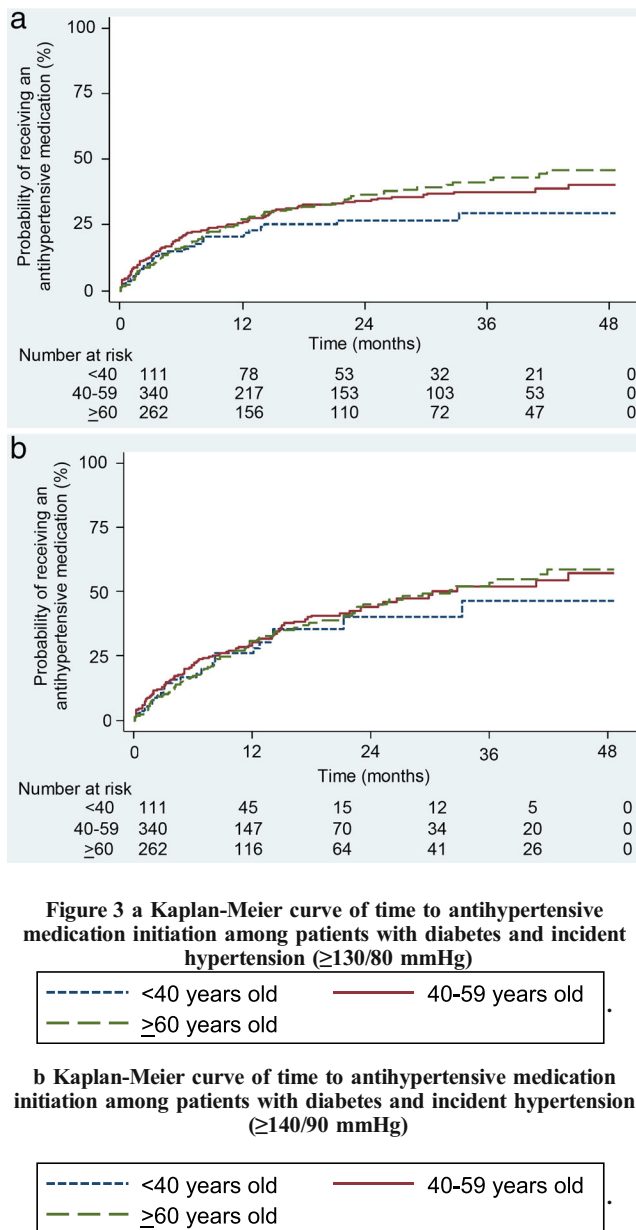 a
Probability of receiving an
antihypertensive medication (%)
100
75
50
25
0
0 12 24 36 48
Time (months)
Number at risk
<40 111 78 53 32 21 0
40-59 340 217 153 103 53 0
≥60 262 156 110 72 47 0
b
Probability of receiving an
antihypertensive medication (%)
100
75
50
25
0
0 12 24 36 48
Time (months)
Number at risk
<40 111 45 15 12 5 0
40-59 340 147 70 34 20 0
≥60 262 116 64 41 26 0
Figure 3 a Kaplan-Meier curve of time to antihypertensive
medication initiation among patients with diabetes and incident
hypertension (≥130/80 mmHg)
<40 years old 40-59 years old
≥60 years old .
b Kaplan-Meier curve of time to antihypertensive medication
initiation among patients with diabetes and incident hypertension
(≥140/90 mmHg)
<40 years old 40-59 years old
≥60 years old .